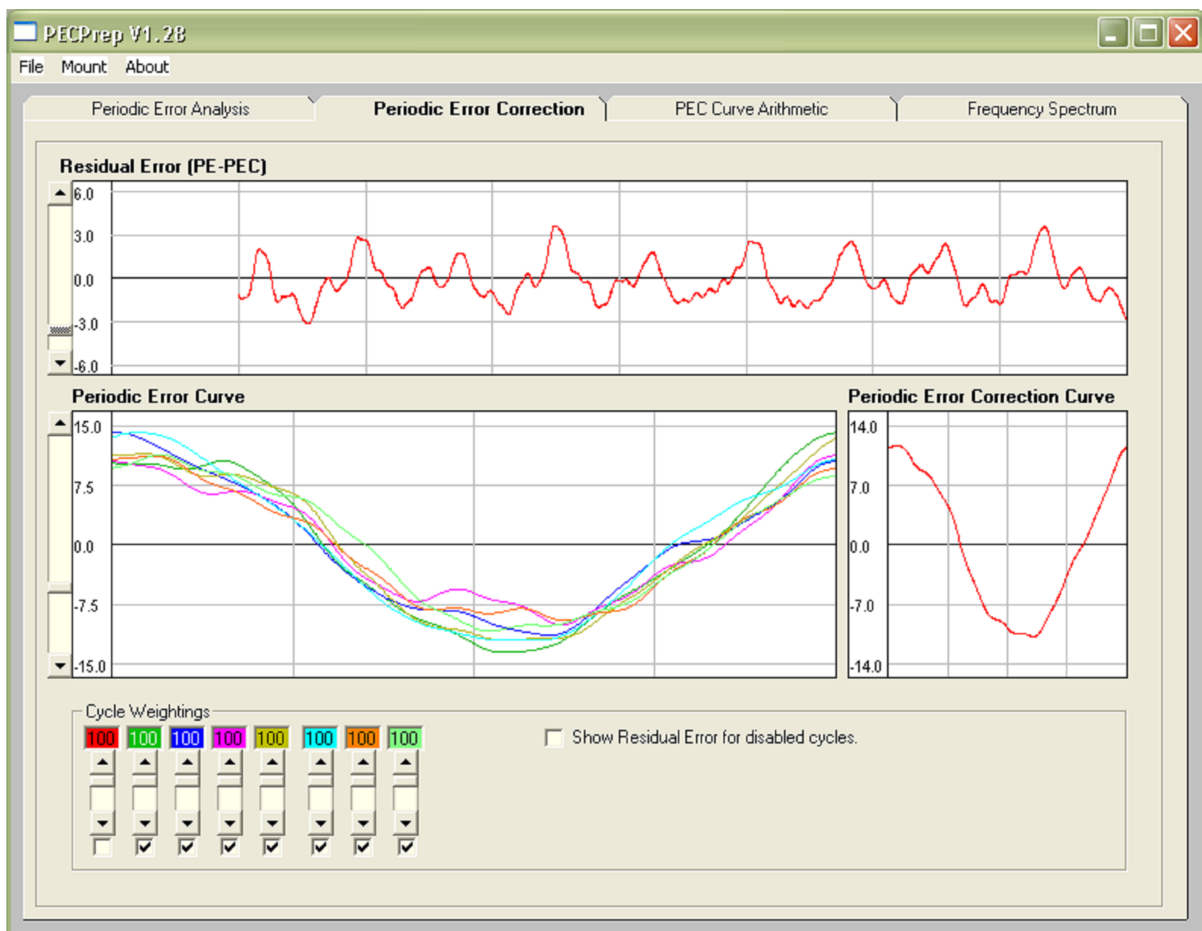 PECPrep V1.28
File Mount About
Periodic Error Analysis Periodic Error Correction PEC Curve Arithmetic Frequency Spectrum
Residual Error (PE-PEC)
6.0
3.0
0.0
-3.0
-6.0
Periodic Error Curve
15.0
7.5
0.0
-7.5
-15.0
Periodic Error Correction Curve
14.0
7.0
0.0
-7.0
-14.0
Cycle Weightings
100 100 100 100 100 100 100 100
Show Residual Error for disabled cycles.